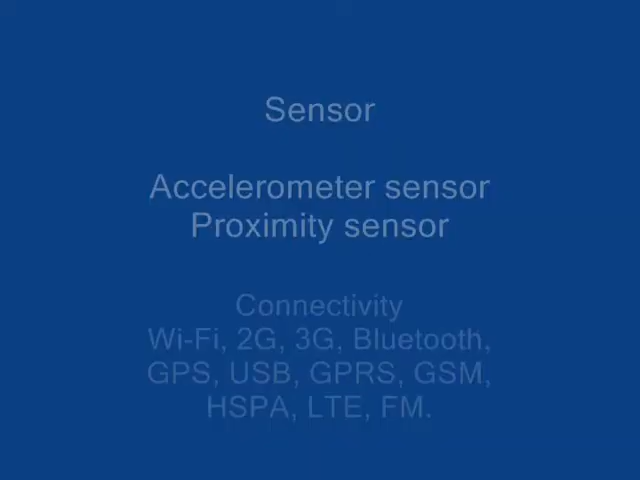 Sensor
Accelerometer sensor
Proximity sensor
Connectivity
Wi-Fi, 2G, 3G, Bluetooth,
GPS, USB, GPRS, GSM,
HSPA, LTE, FM.